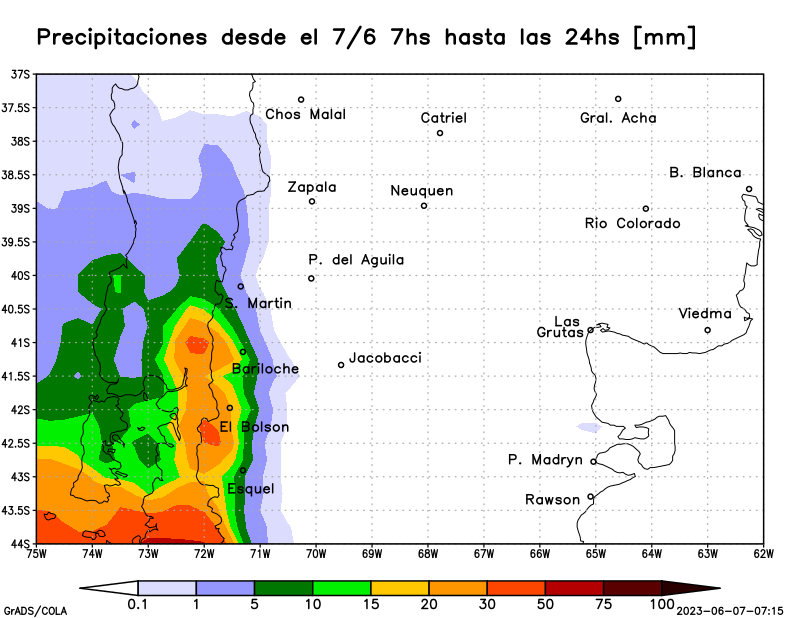 Precipitaciones desde el 7/6 7hs hasta las 24hs [mm]
37S
37.5S
Chos Malal
Catriel
Gral. Acha
38S
38.5S
B. Blanca
Zapala
Neuquen
39S
Rio Colorado
39.5S
P. del Aguila
40S
S. Martin
40.5S
Las
Grutas
Viedma
41S
Bariloche
Jacobacci
41.5S
42S
El Bolson
42.5S
P. Madryn
43S
Esquel
Rawson
43.5S
44S
75W 74W 73W 72W 71W 70W 69W 68W 67W 66W 65W 64W 63W 62W
0.1 1 5 10 15 20 30 50 75 100
GrADS/COLA
2023-06-07-07:15